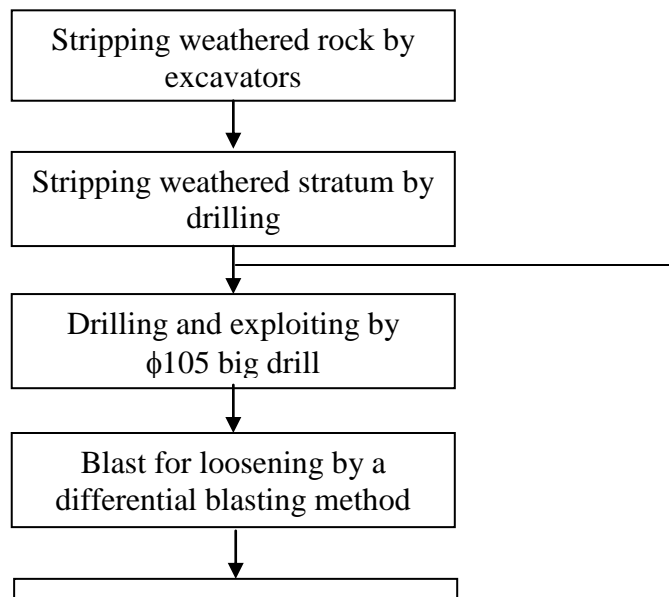 Stripping weathered rock by
excavators
Stripping weathered stratum by
drilling
Drilling and exploiting by
ϕ105 big drill
Blast for loosening by a
differential blasting method